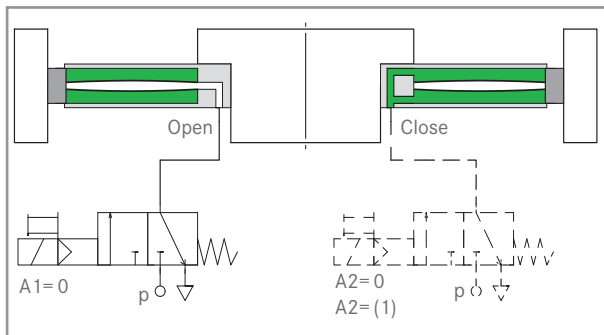 Open
Close
A1= 0
p
A2= 0
A2= (1)
p